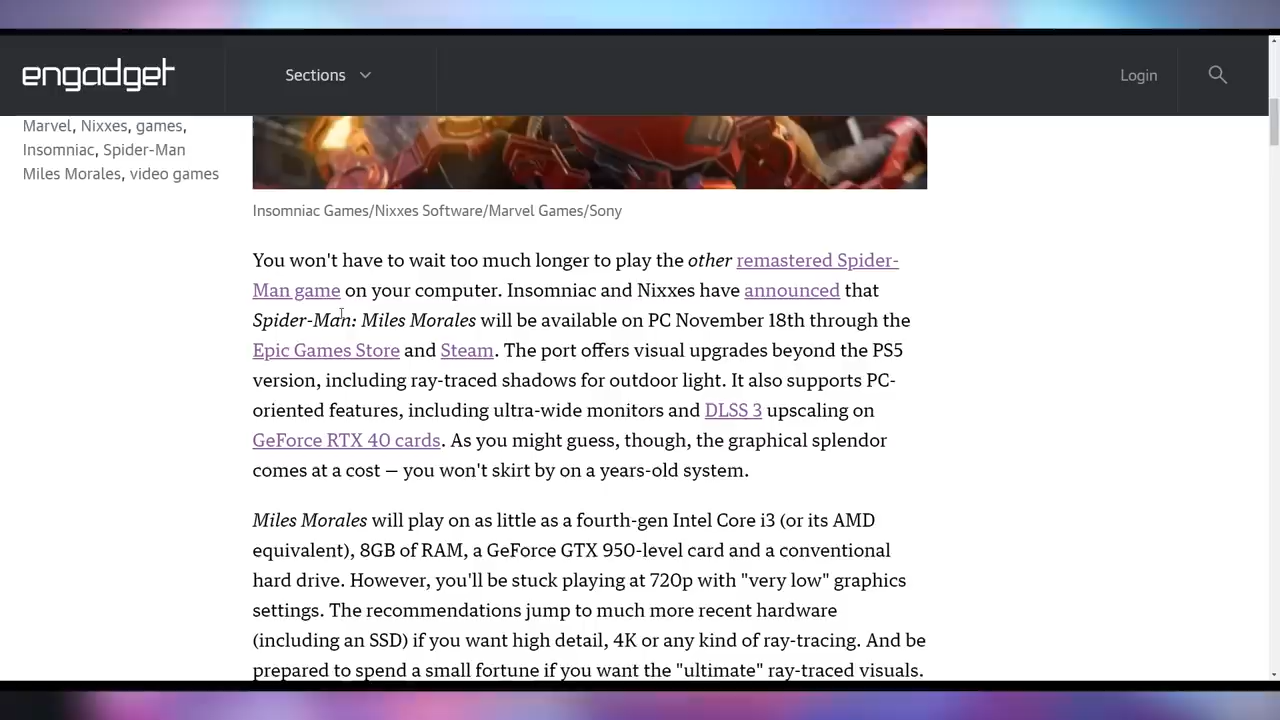 engadget
Sections
Login
Marvel, Nixxes, games,
Insomniac, Spider-Man
Miles Morales, video games
Insomniac Games/Nixxes Software/Marvel Games/Sony
You won't have to wait too much longer to play the other remastered Spider-
Man game on your computer. Insomniac and Nixxes have announced that
Spider-Man: Miles Morales will be available on PC November 18th through the
Epic Games Store and Steam. The port offers visual upgrades beyond the PS5
version, including ray-traced shadows for outdoor light. It also supports PC-
oriented features, including ultra-wide monitors and DLSS 3 upscaling on
GeForce RTX 40 cards. As you might guess, though, the graphical splendor
comes at a cost — you won't skirt by on a years-old system.
Miles Morales will play on as little as a fourth-gen Intel Core i3 (or its AMD
equivalent), 8GB of RAM, a GeForce GTX 950-level card and a conventional
hard drive. However, you'll be stuck playing at 720p with "very low" graphics
settings. The recommendations jump to much more recent hardware
(including an SSD) if you want high detail, 4K or any kind of ray-tracing. And be
prepared to spend a small fortune if you want the "ultimate" ray-traced visuals.